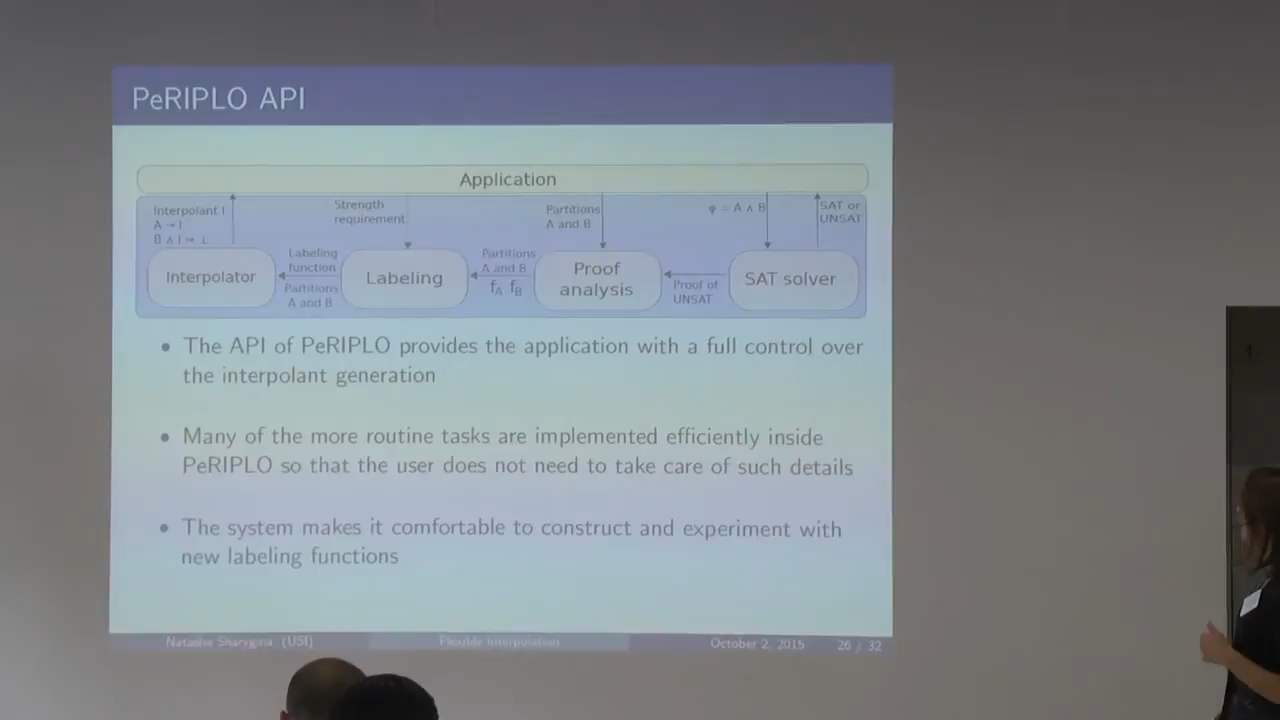 PeRIPLO API
Application
Interpolant I
A → I
B ∧ I → ⊥
Strength
requirement
Partitions
A and B
φ = A ∧ B
SAT or
UNSAT
Interpolator
Labeling
function
Partitions
A and B
Labeling
Partitions
A and B
fA fB
Proof
analysis
Proof of
UNSAT
SAT solver
• The API of PeRIPLO provides the application with a full control over
the interpolant generation
• Many of the more routine tasks are implemented efficiently inside
PeRIPLO so that the user does not need to take care of such details
• The system makes it comfortable to construct and experiment with
new labeling functions
Natasha Sharygina (USI) Flexible Interpolation October 2, 2015 26 / 32